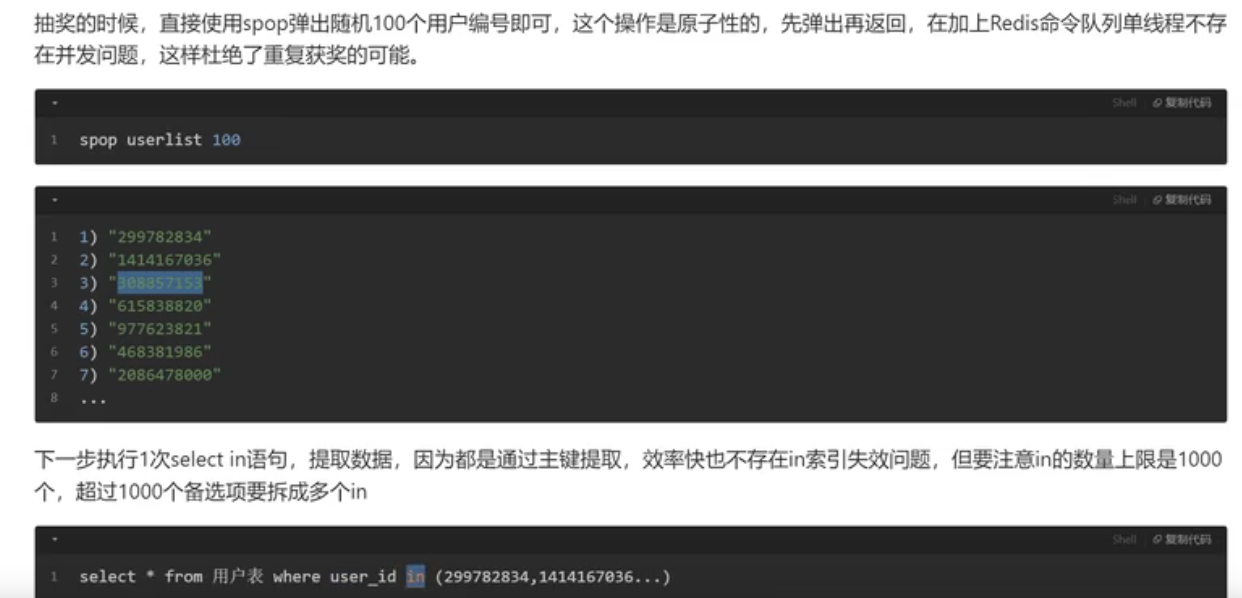 抽奖的时候，直接使用spop弹出随机100个用户编号即可，这个操作是原子性的，先弹出再返回，在加上Redis命令队列单线程不存
在并发问题，这样杜绝了重复获奖的可能。
Shell 复制代码
1 spop userlist 100
Shell 复制代码
1 1) "299782834"
2 2) "1414167036"
3 3) "308857153"
4 4) "615838820"
5 5) "977623821"
6 6) "468381986"
7 7) "2086478000"
8 ...
下一步执行1次select in语句，提取数据，因为都是通过主键提取，效率快也不存在in索引失效问题，但要注意in的数量上限是1000
个，超过1000个备选项要拆成多个in
Shell 复制代码
1 select * from 用户表 where user_id in (299782834,1414167036...)